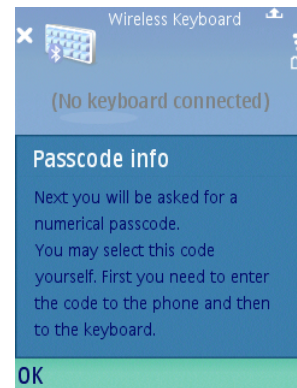 Wireless Keyboard
(No keyboard connected)
Passcode info
Next you will be asked for a
numerical passcode.
You may select this code
yourself. First you need to enter
the code to the phone and then
to the keyboard.
OK